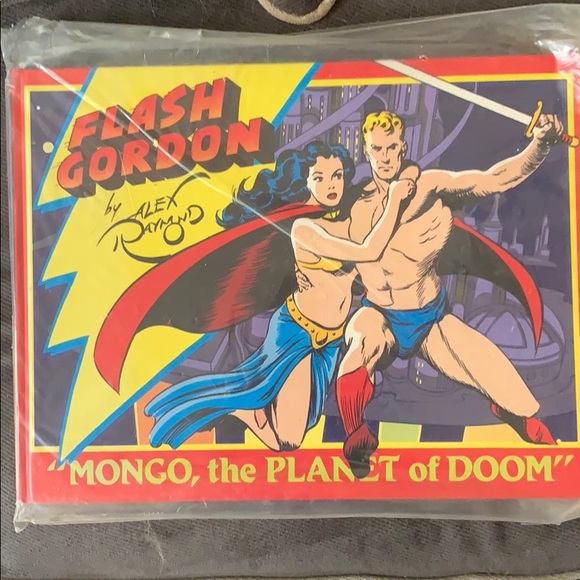 FLASH
GORDON
by ALEX
RAYMOND
"MONGO, the PLANET of DOOM"